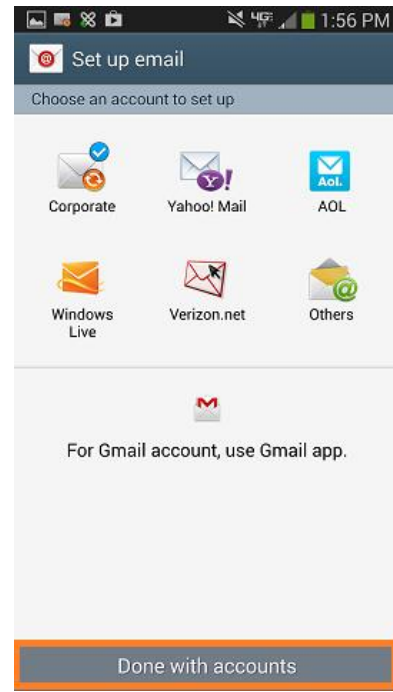 4G 1:56 PM
Set up email
Choose an account to set up
Corporate Yahoo! Mail AOL
Aol.
Windows Live Verizon.net Others
For Gmail account, use Gmail app.
Done with accounts